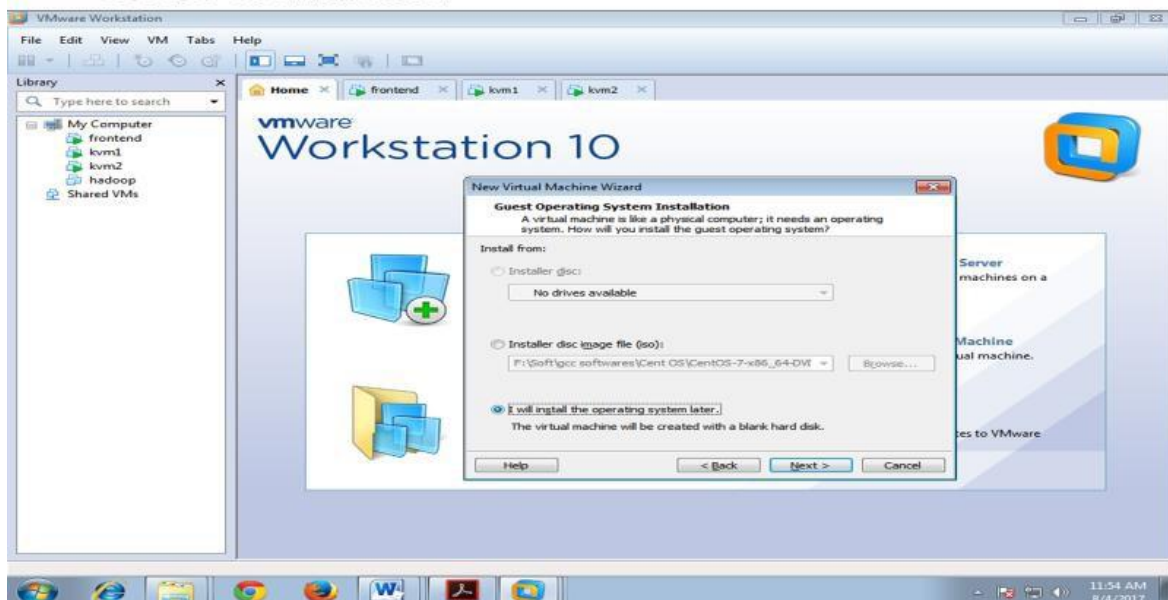 VMware Workstation
File Edit View VM Tabs Help
Library
Type here to search
My Computer
frontend
kvm1
kvm2
hadoop
Shared VMs
Home
frontend
kvm1
kvm2
vmware
Workstation 10
New Virtual Machine Wizard
Guest Operating System Installation
A virtual machine is like a physical computer; it needs an operating
system. How will you install the guest operating system?
Install from:
Installer disc:
No drives available
Installer disc image file (iso):
F:\Soft\gcc softwares\Cent OS\CentOS-7-x86_64-DVI
Browse...
I will install the operating system later.
The virtual machine will be created with a blank hard disk.
Help
< Back
Next >
Cancel
Server
machines on a
Machine
ual machine.
es to VMware
11:54 AM
8/4/2017